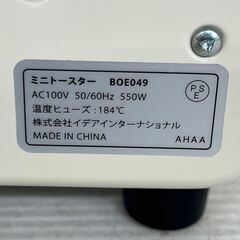 ミニトースター BOE049
AC100V 50/60Hz 550W
温度ヒューズ:184℃
株式会社イデアインターナショナル
MADE IN CHINA
AHAA
PS
E